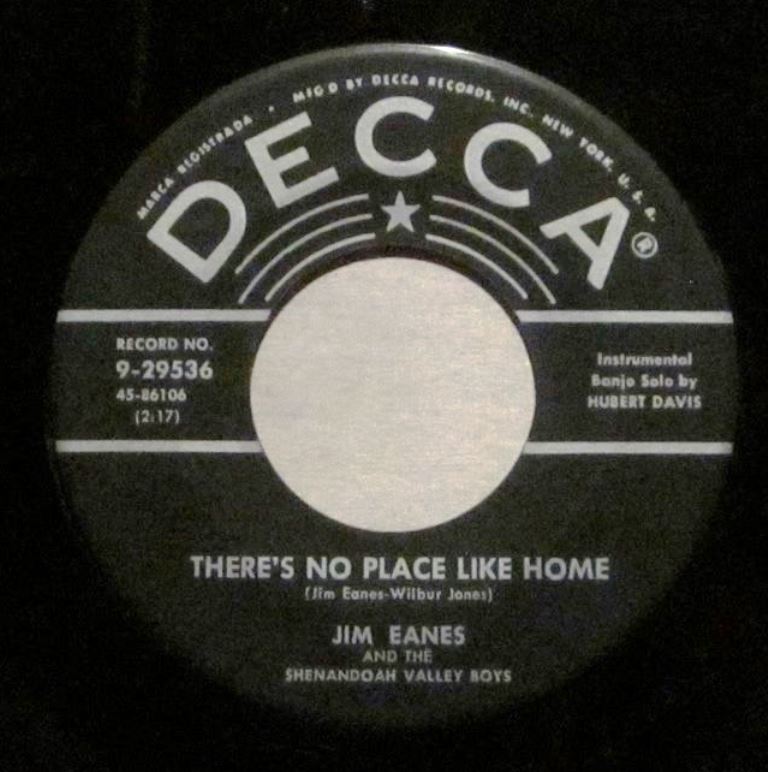 MARCA REGISTRADA • MFG'D BY DECCA RECORDS, INC., NEW YORK, U. S. A.
DECCA®
RECORD NO.
9-29536
45-86106
(2:17)
Instrumental
Banjo Solo by
HUBERT DAVIS
THERE'S NO PLACE LIKE HOME
(Jim Eanes-Wilbur Jones)
JIM EANES
AND THE
SHENANDOAH VALLEY BOYS